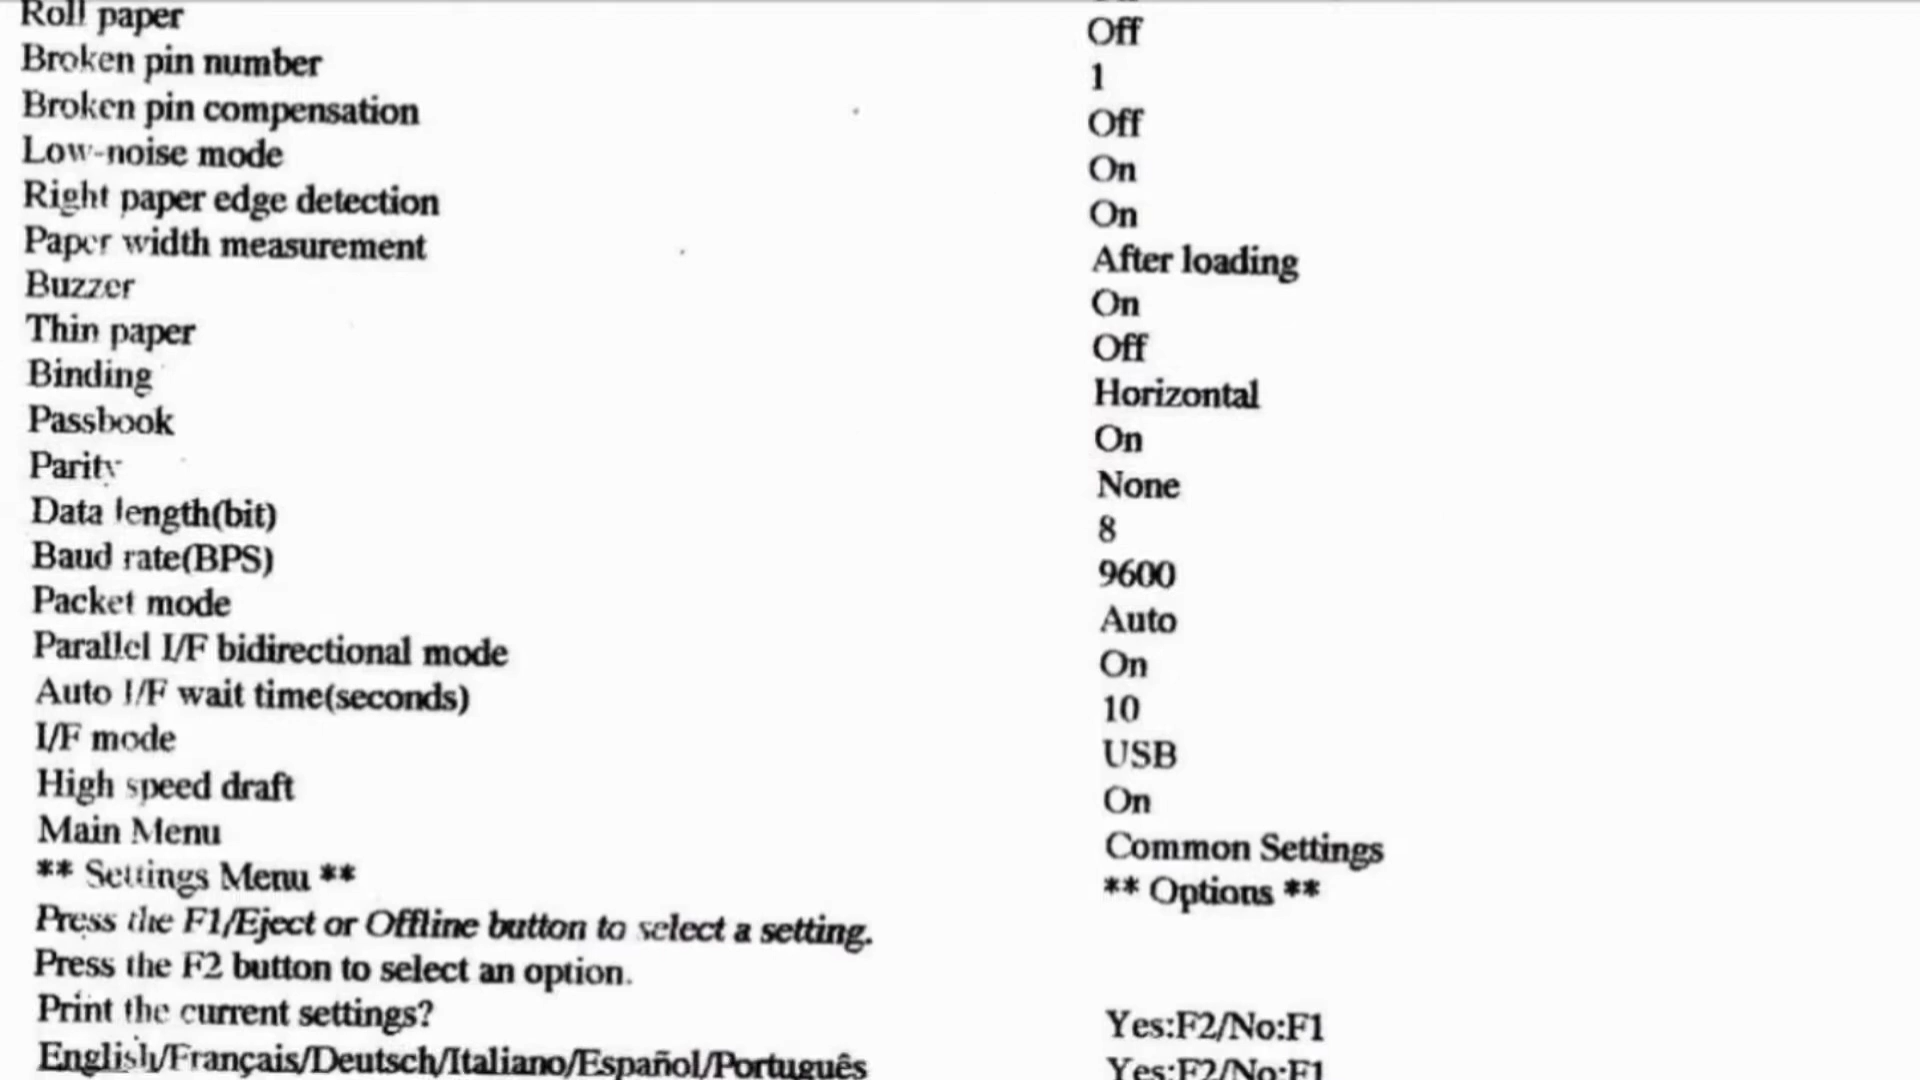 Roll paper Off
Broken pin number 1
Broken pin compensation Off
Low-noise mode On
Right paper edge detection On
Paper width measurement After loading
Buzzer On
Thin paper Off
Binding Horizontal
Passbook On
Parity None
Data length(bit) 8
Baud rate(BPS) 9600
Packet mode Auto
Parallel I/F bidirectional mode On
Auto I/F wait time(seconds) 10
I/F mode USB
High speed draft On
Main Menu Common Settings
** Settings Menu ** ** Options **
Press the F1/Eject or Offline button to select a setting.
Press the F2 button to select an option.
Print the current settings? Yes:F2/No:F1
English/Français/Deutsch/Italiano/Español/Português Yes:F2/No:F1